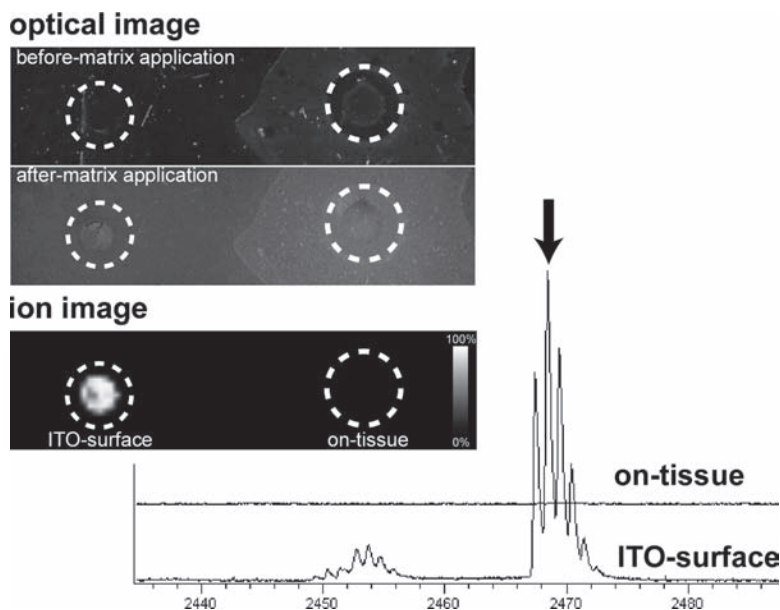 optical image
before-matrix application
after-matrix application
ion image
100%
0%
ITO-surface
on-tissue
on-tissue
ITO-surface
2440 2450 2460 2470 2480